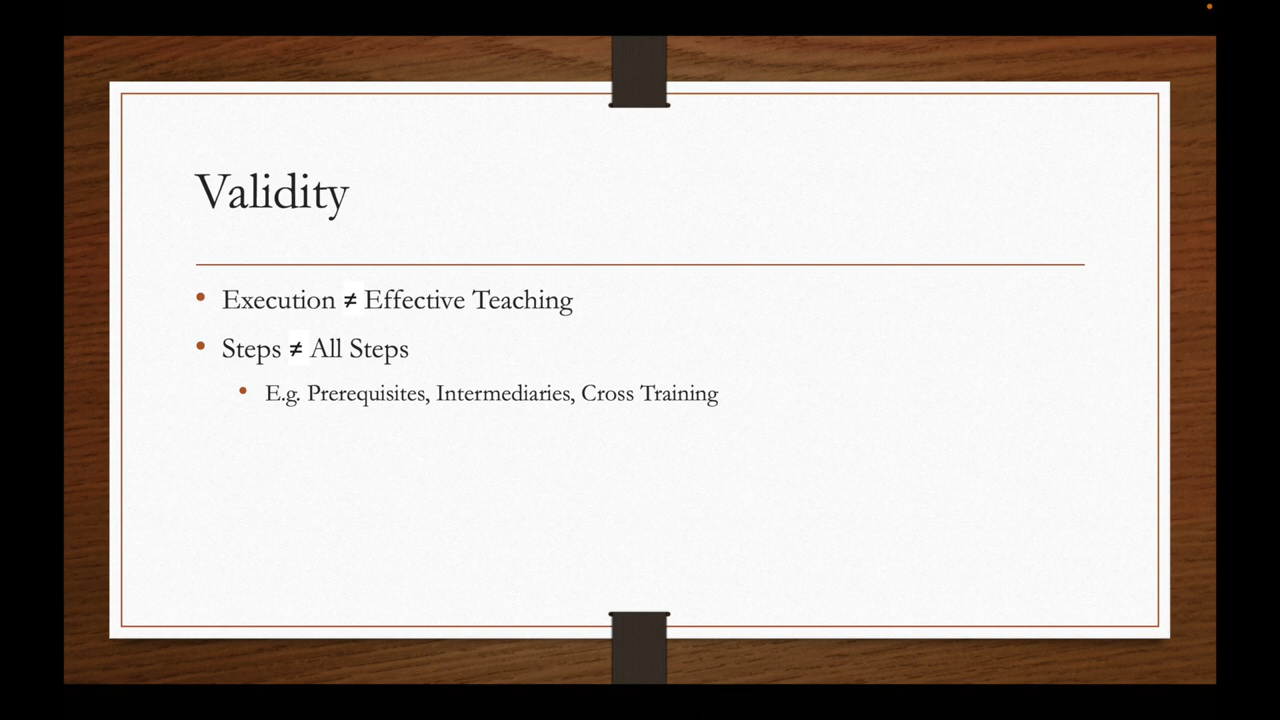 Validity
Execution ≠ Effective Teaching
Steps ≠ All Steps
E.g. Prerequisites, Intermediaries, Cross Training